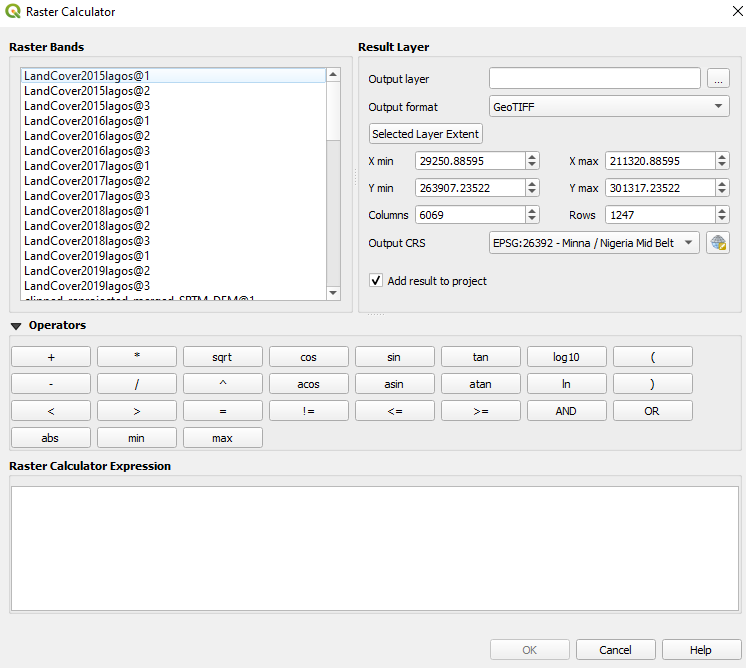 Raster Calculator
Raster Bands
LandCover2015lagos@1
LandCover2015lagos@2
LandCover2015lagos@3
LandCover2016lagos@1
LandCover2016lagos@2
LandCover2016lagos@3
LandCover2017lagos@1
LandCover2017lagos@2
LandCover2017lagos@3
LandCover2018lagos@1
LandCover2018lagos@2
LandCover2018lagos@3
LandCover2019lagos@1
LandCover2019lagos@2
LandCover2019lagos@3
clipped_reprojected_merged_SRTM_DEM@1
Result Layer
Output layer ...
Output format GeoTIFF
Selected Layer Extent
X min 29250.88595 X max 211320.88595
Y min 263907.23522 Y max 301317.23522
Columns 6069 Rows 1247
Output CRS EPSG:26392 - Minna / Nigeria Mid Belt
Add result to project
Operators
+ * sqrt cos sin tan log10 (
- / ^ acos asin atan ln )
< > = != <= >= AND OR
abs min max
Raster Calculator Expression
OK Cancel Help